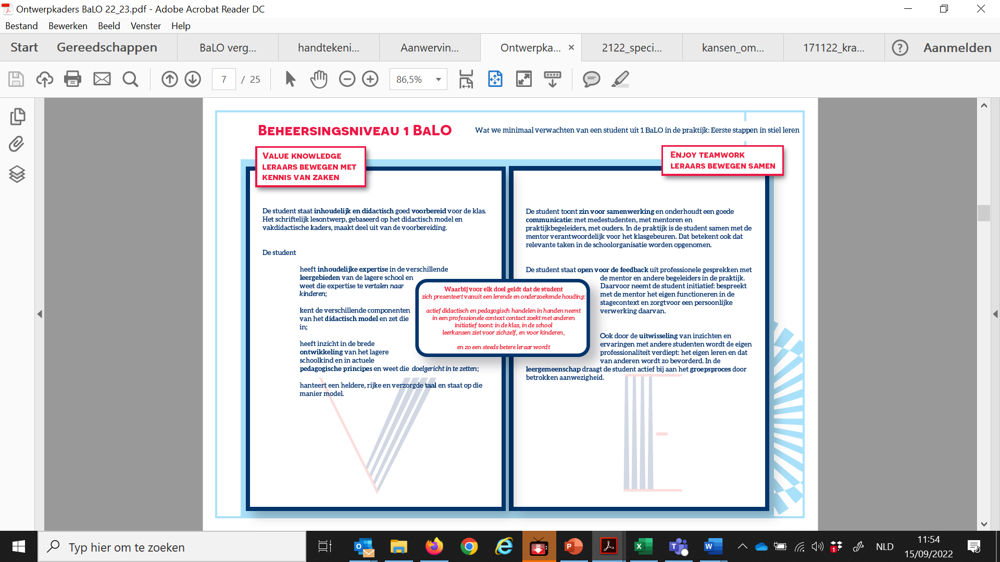 Ontwerpkaders BaLO 22_23.pdf - Adobe Acrobat Reader DC
Bestand Bewerken Beeld Venster Help
Start Gereedschappen BaLO verg... handtekeni... Aanwervin... Ontwerpka... × 2122_speci... kansen_om... 171122_kra... ? Aanmelden
7 / 25 86,5%
BEHEERSINGSNIVEAU 1 BALO
Wat we minimaal verwachten van een student uit 1 BaLO in de praktijk: Eerste stappen in stiel leren
VALUE KNOWLEDGE
LERAARS BEWEGEN MET
KENNIS VAN ZAKEN
De student staat inhoudelijk en didactisch goed voorbereid voor de klas.
Het schriftelijk lesontwerp, gebaseerd op het didactisch model en
vakdidactische kaders, maakt deel uit van de voorbereiding.
De student
heeft inhoudelijke expertise in de verschillende
leergebieden van de lagere school en
weet die expertise te vertalen naar
kinderen;
kent de verschillende componenten
van het didactisch model en zet die
in;
heeft inzicht in de brede
ontwikkeling van het lagere
schoolkind en in actuele
pedagogische principes en weet die doelgericht in te zetten;
hanteert een heldere, rijke en verzorgde taal en staat op die
manier model.
Waarbij voor elk doel geldt dat de student
zich presenteert vanuit een lerende en onderzoekende houding:
actief didactisch en pedagogisch handelen in handen neemt
in een professionele context contact zoekt met anderen
initiatief toont: in de klas, in de school
leerkansen ziet voor zichzelf, en voor kinderen,
en zo een steeds betere leraar wordt
ENJOY TEAMWORK
LERAARS BEWEGEN SAMEN
De student toont zin voor samenwerking en onderhoudt een goede
communicatie: met medestudenten, met mentoren en
praktijkbegeleiders, met ouders. In de praktijk is de student samen met de
mentor verantwoordelijk voor het klasgebeuren. Dat betekent ook dat
relevante taken in de schoolorganisatie worden opgenomen.
De student staat open voor de feedback uit professionele gesprekken met
de mentor en andere begeleiders in de praktijk.
Daarvoor neemt de student initiatief: bespreekt
met de mentor het eigen functioneren in de
stagecontext en zorgtvoor een persoonlijke
verwerking daarvan.
Ook door de uitwisseling van inzichten en
ervaringen met andere studenten wordt de eigen
professionaliteit verdiept: het eigen leren en dat
van anderen wordt zo bevorderd. In de
leergemeenschap draagt de student actief bij aan het groepsproces door
betrokken aanwezigheid.
Typ hier om te zoeken
NLD
11:54
15/09/2022